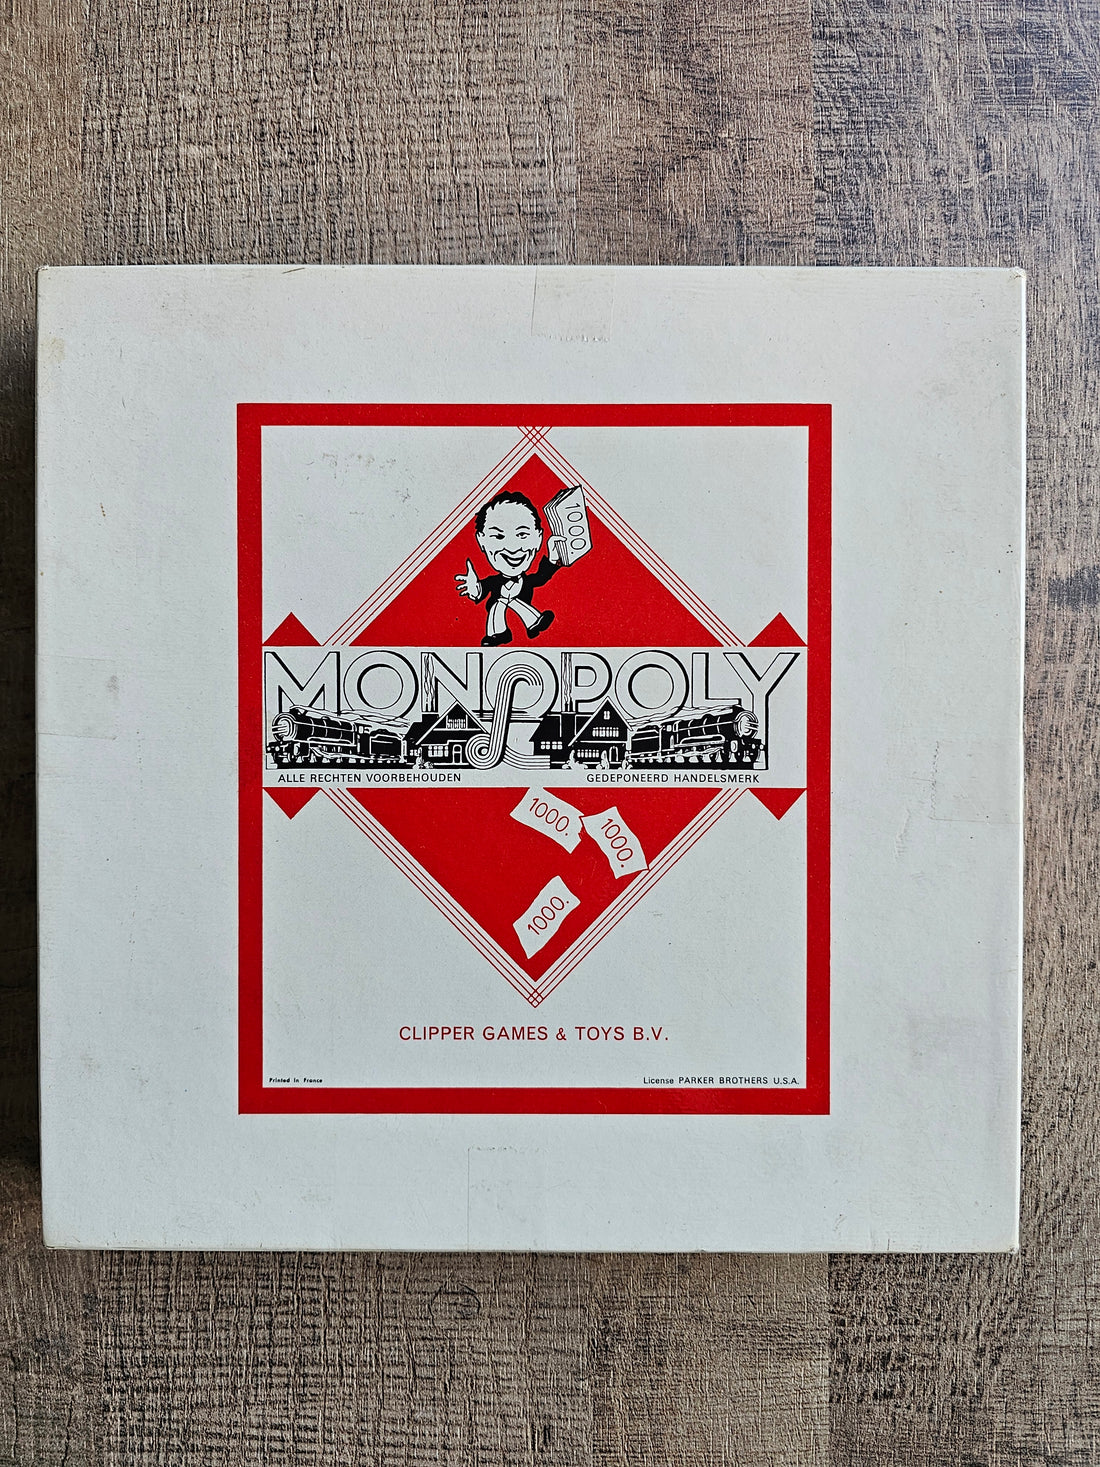 1000
MONOPOLY
ALLE RECHTEN VOORBEHOUDEN GEDEPONEERD HANDELSMERK
1000.
1000.
1000.
CLIPPER GAMES & TOYS B.V.
Printed in France License PARKER BROTHERS U.S.A.